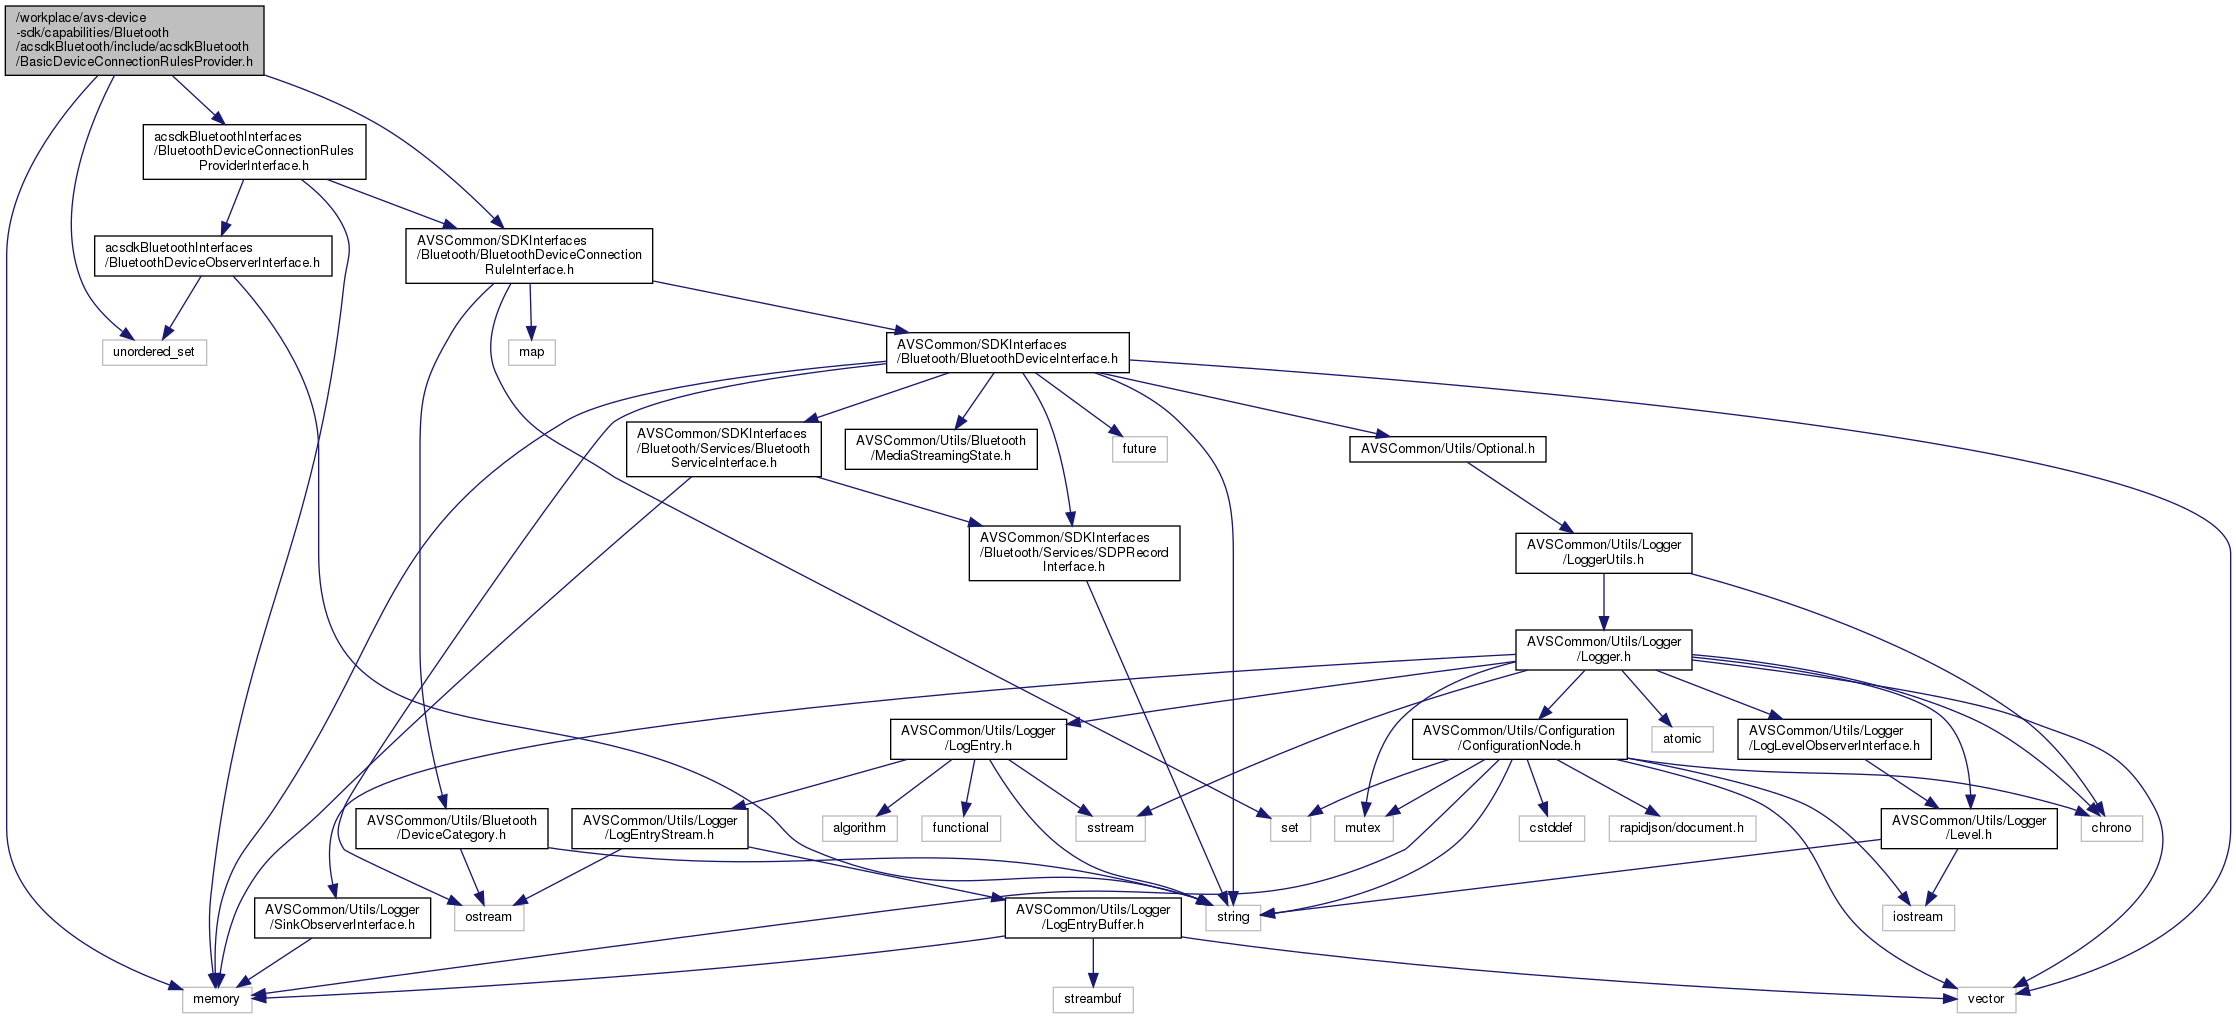 /workplace/avs-device
-sdk/capabilities/Bluetooth
/acsdkBluetooth/include/acsdkBluetooth
/BasicDeviceConnectionRulesProvider.h
acsdkBluetoothInterfaces
/BluetoothDeviceConnectionRules
ProviderInterface.h
acsdkBluetoothInterfaces
/BluetoothDeviceObserverInterface.h
AVSCommon/SDKInterfaces
/Bluetooth/BluetoothDeviceConnection
RuleInterface.h
unordered_set
map
AVSCommon/SDKInterfaces
/Bluetooth/BluetoothDeviceInterface.h
AVSCommon/SDKInterfaces
/Bluetooth/Services/Bluetooth
ServiceInterface.h
AVSCommon/Utils/Bluetooth
/MediaStreamingState.h
future
AVSCommon/Utils/Optional.h
AVSCommon/SDKInterfaces
/Bluetooth/Services/SDPRecord
Interface.h
AVSCommon/Utils/Logger
/LoggerUtils.h
AVSCommon/Utils/Logger
/Logger.h
AVSCommon/Utils/Logger
/LogEntry.h
AVSCommon/Utils/Configuration
/ConfigurationNode.h
atomic
AVSCommon/Utils/Logger
/LogLevelObserverInterface.h
AVSCommon/Utils/Bluetooth
/DeviceCategory.h
AVSCommon/Utils/Logger
/LogEntryStream.h
algorithm
functional
sstream
set
mutex
cstddef
rapidjson/document.h
AVSCommon/Utils/Logger
/Level.h
chrono
AVSCommon/Utils/Logger
/SinkObserverInterface.h
ostream
AVSCommon/Utils/Logger
/LogEntryBuffer.h
string
iostream
memory
streambuf
vector